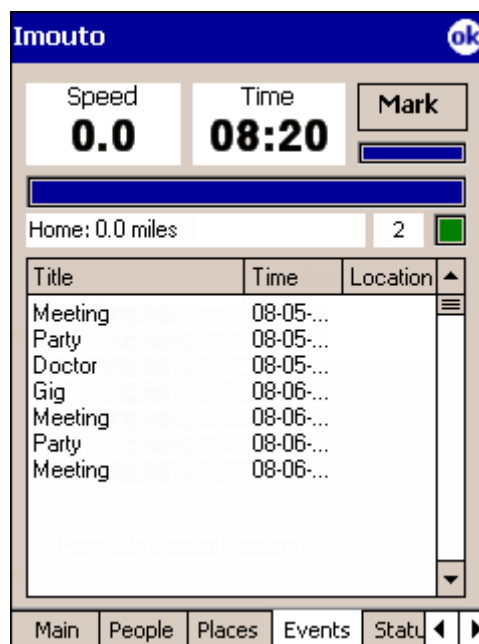 Imouto ok
Speed Time Mark
0.0 08:20
Home: 0.0 miles 2
Title Time Location
Meeting 08-05-...
Party 08-05-...
Doctor 08-05-...
Gig 08-06-...
Meeting 08-06-...
Party 08-06-...
Meeting 08-06-...
Main People Places Events Statu